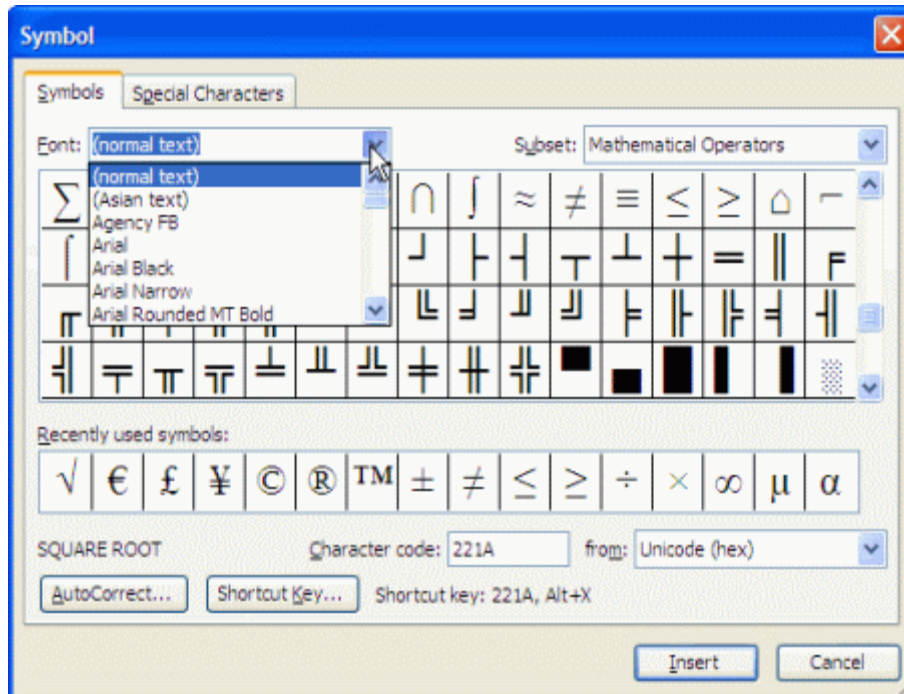 Symbol
Symbols Special Characters
Font: (normal text) Subset: Mathematical Operators
(normal text)
(Asian text)
Agency FB
Arial
Arial Black
Arial Narrow
Arial Rounded MT Bold
∑ ∩ ∫ ≈ ≠ ≡ ≤ ≥ ⌂ ⌐
⌠ ┘ ├ ┤ ┬ ┴ ┼ ═ ║ ╒
╓ ╚ ╛ ╜ ╝ ╞ ╟ ╠ ╡ ╢
╣ ╤ ╥ ╦ ╧ ╨ ╩ ╪ ╫ ╬ ▀ ▄ █ ▌ ▐ ░
Recently used symbols:
√ € £ ¥ © ® ™ ± ≠ ≤ ≥ ÷ × ∞ µ α
SQUARE ROOT Character code: 221A from: Unicode (hex)
AutoCorrect... Shortcut Key... Shortcut key: 221A, Alt+X
Insert Cancel